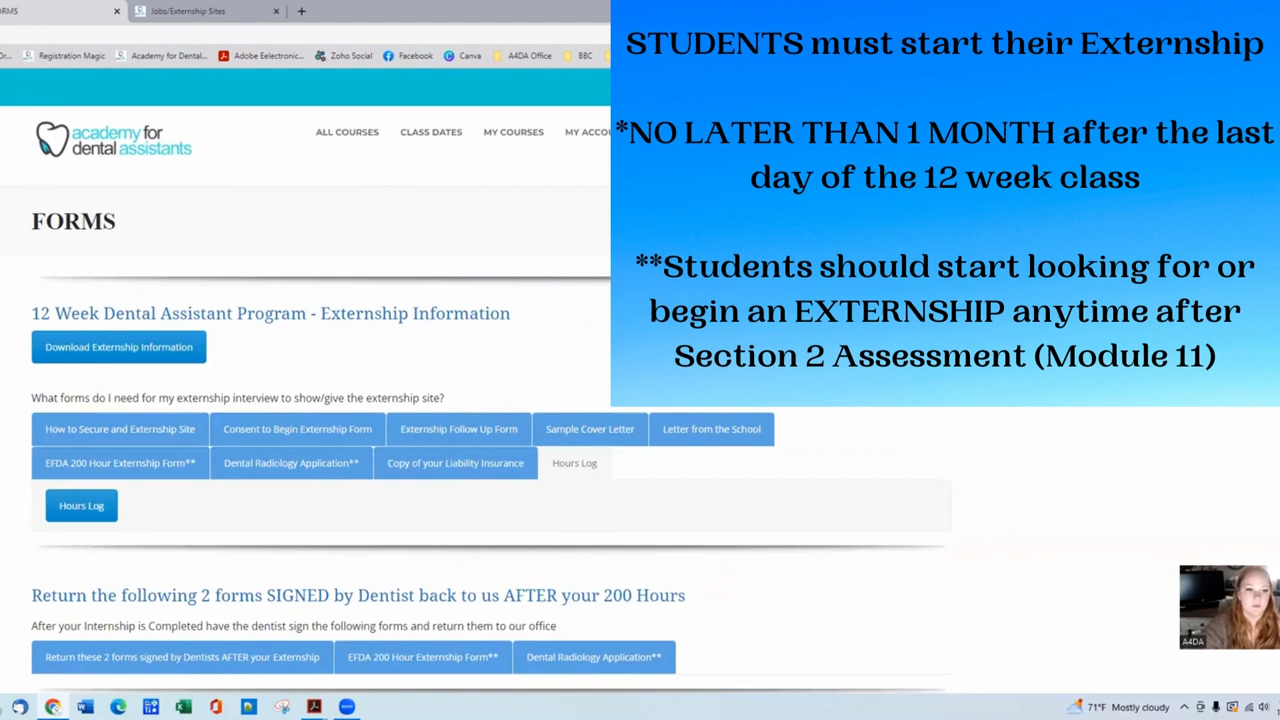 ORMS
Jobs/Externship Sites
Dr...
Registration Magic
Academy for Dental...
Adobe Eelectronic...
Zoho Social
Facebook
Canva
A4DA Office
BBC
academy for
dental assistants
ALL COURSES
CLASS DATES
MY COURSES
MY ACCOU
FORMS
STUDENTS must start their Externship
*NO LATER THAN 1 MONTH after the last
day of the 12 week class
**Students should start looking for or
begin an EXTERNSHIP anytime after
Section 2 Assessment (Module 11)
12 Week Dental Assistant Program - Externship Information
Download Externship Information
What forms do I need for my externship interview to show/give the externship site?
How to Secure and Externship Site
Consent to Begin Externship Form
Externship Follow Up Form
Sample Cover Letter
Letter from the School
EFDA 200 Hour Externship Form**
Dental Radiology Application**
Copy of your Liability Insurance
Hours Log
Hours Log
Return the following 2 forms SIGNED by Dentist back to us AFTER your 200 Hours
After your Internship is Completed have the dentist sign the following forms and return them to our office
Return these 2 forms signed by Dentists AFTER your Externship
EFDA 200 Hour Externship Form**
Dental Radiology Application**
A4DA
71°F Mostly cloudy